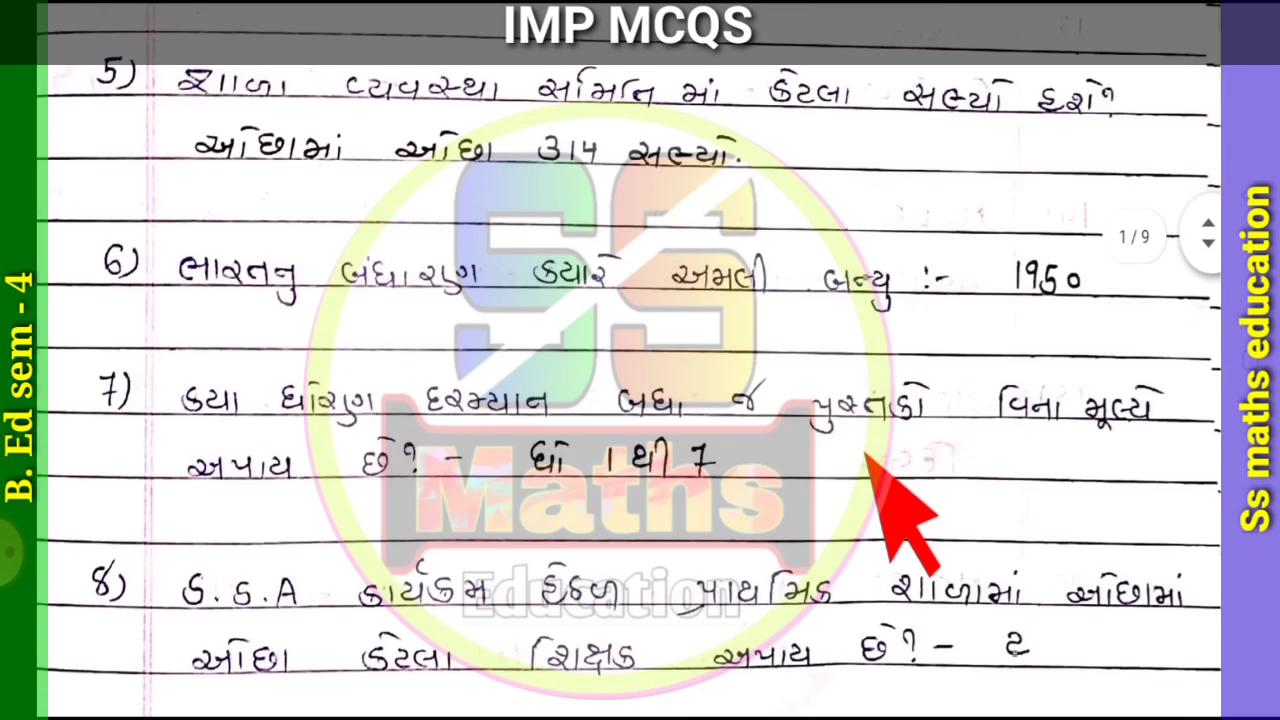 IMP MCQS
5) શાળા વ્યવસ્થા સમિતિ માં કેટલા સભ્યો હશે?
ઓછામાં ઓછા 314 સભ્યો.
1/9
6) ભારતનુ બંધારણ કયારે અમલી બન્યુ :- 1950
7) કયા ધોરણ દરમ્યાન બધા જ પુસ્તકો વિના મૂલ્યે
અપાય છે? - ધો 1 થી 7
8) ડ.ડ.A કાર્યક્રમ હેઠળ પ્રાથમિક શાળામાં ઓછામાં
ઓછા કેટલા શિક્ષક અપાય છે? - ૨
SS
Maths
Education
B. Ed sem - 4
Ss maths education